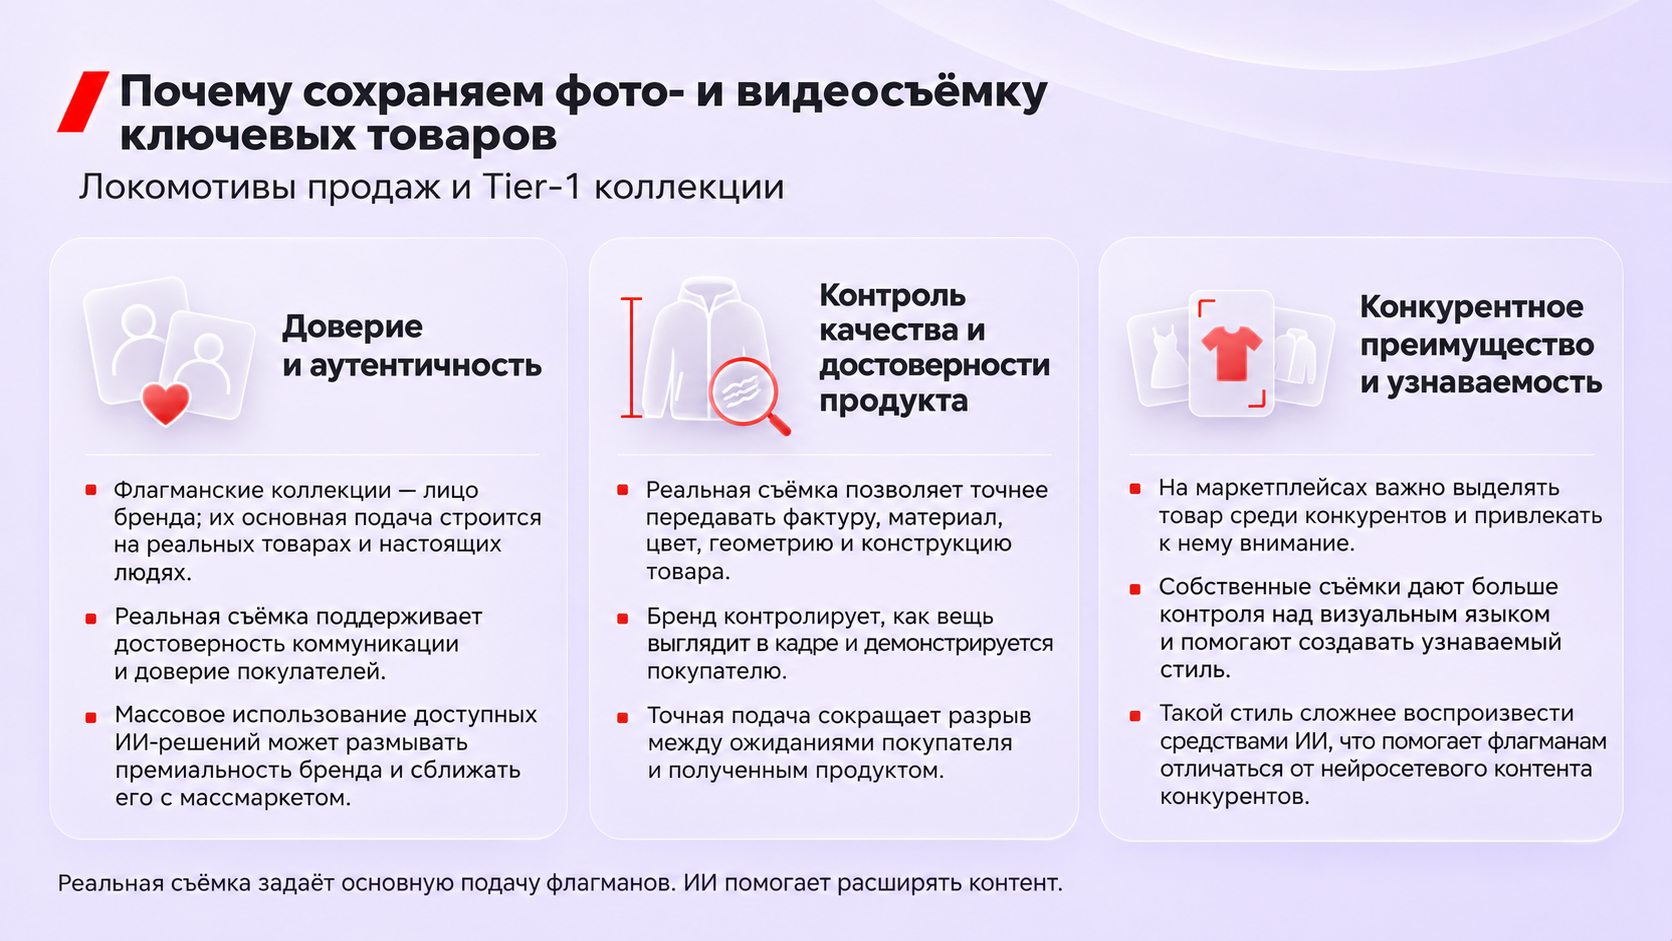 Почему сохраняем фото- и видеосъёмку
ключевых товаров
Локомотивы продаж и Tier-1 коллекции
Доверие
и аутентичность
Флагманские коллекции — лицо
бренда; их основная подача строится
на реальных товарах и настоящих
людях.
Реальная съёмка поддерживает
достоверность коммуникации
и доверие покупателей.
Массовое использование доступных
ИИ-решений может размывать
премиальность бренда и сближать
его с массмаркетом.
Контроль
качества и
достоверности
продукта
Реальная съёмка позволяет точнее
передавать фактуру, материал,
цвет, геометрию и конструкцию
товара.
Бренд контролирует, как вещь
выглядит в кадре и демонстрируется
покупателю.
Точная подача сокращает разрыв
между ожиданиями покупателя
и полученным продуктом.
Конкурентное
преимущество
и узнаваемость
На маркетплейсах важно выделять
товар среди конкурентов и привлекать
к нему внимание.
Собственные съёмки дают больше
контроля над визуальным языком
и помогают создавать узнаваемый
стиль.
Такой стиль сложнее воспроизвести
средствами ИИ, что помогает флагманам
отличаться от нейросетевого контента
конкурентов.
Реальная съёмка задаёт основную подачу флагманов. ИИ помогает расширять контент.